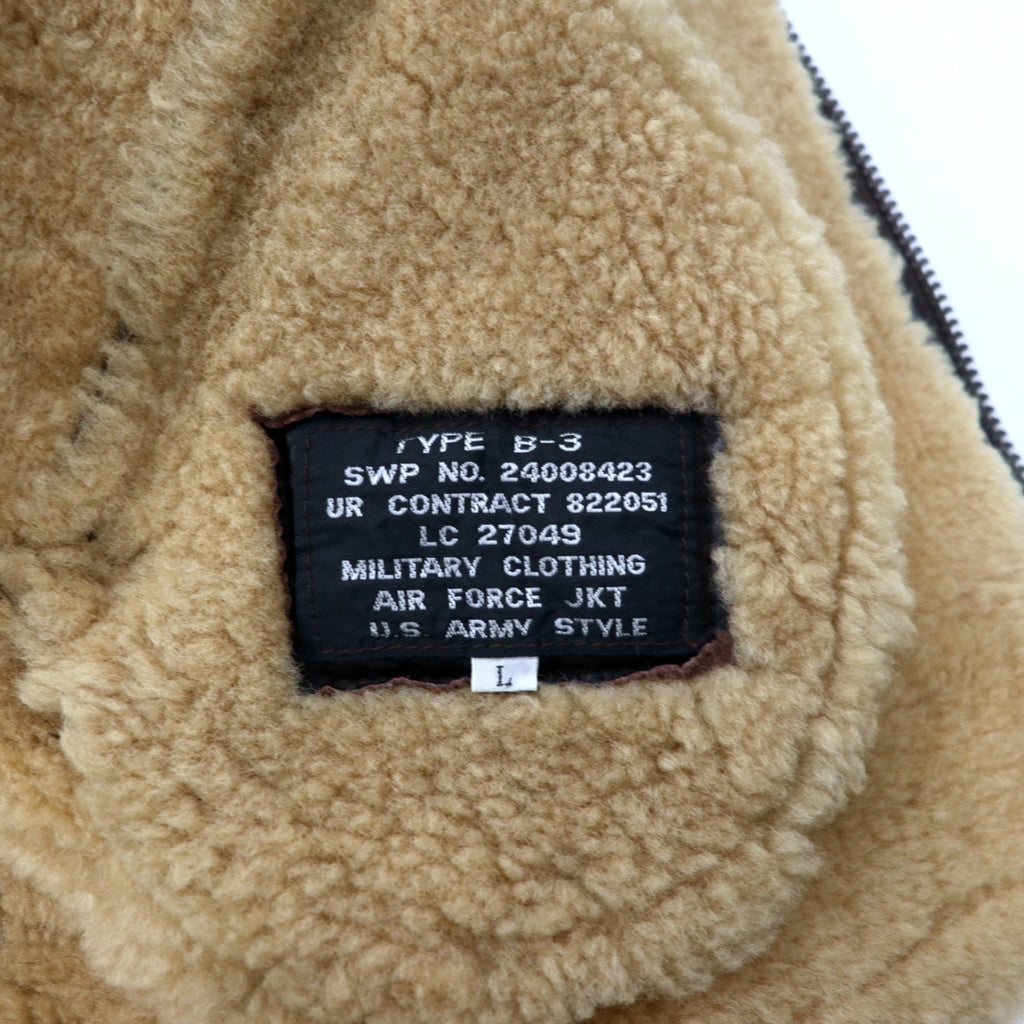 TYPE B-3
SWP NO. 24008423
UR CONTRACT 822051
LC 27049
MILITARY CLOTHING
AIR FORCE JKT
U.S ARMY STYLE
L